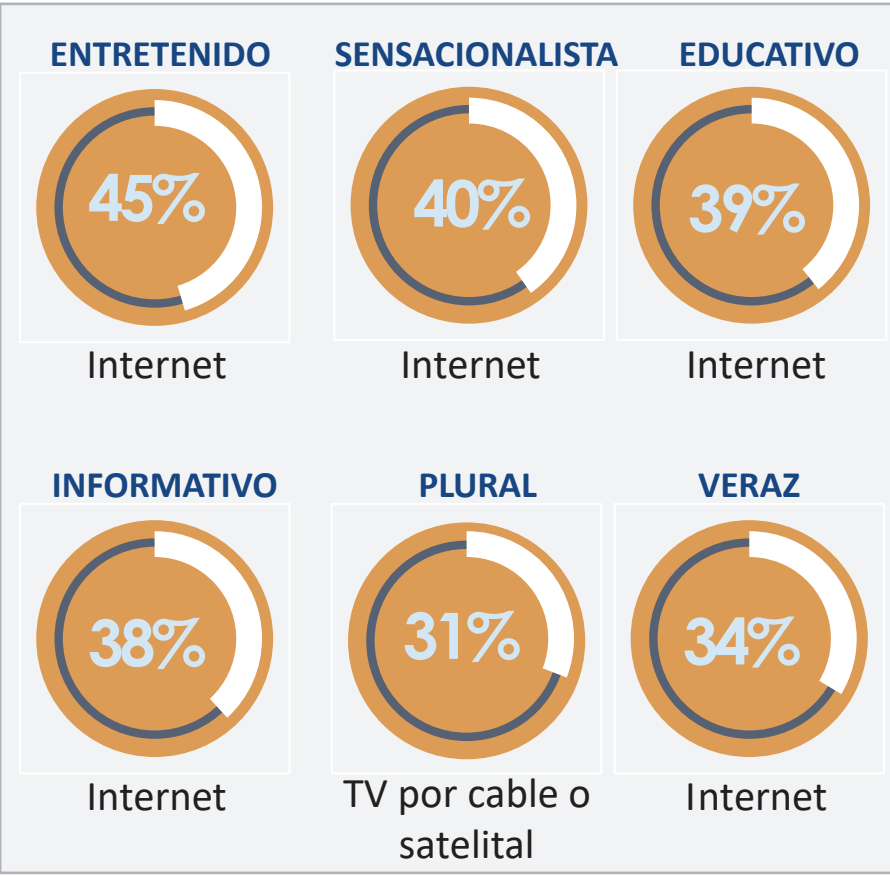 ENTRETENIDO
45%
Internet
SENSACIONALISTA
40%
Internet
EDUCATIVO
39%
Internet
INFORMATIVO
38%
Internet
PLURAL
31%
TV por cable o
satelital
VERAZ
34%
Internet